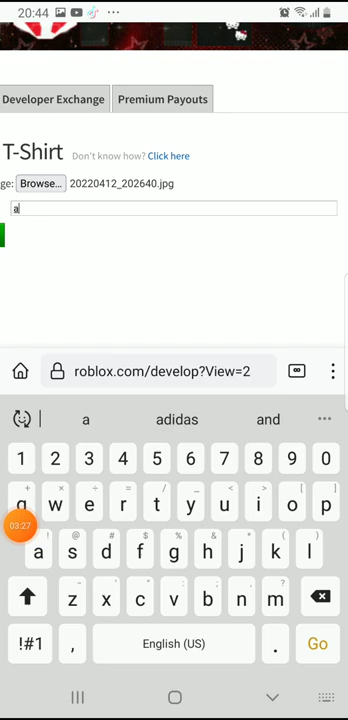 20:44
Developer Exchange
Premium Payouts
T-Shirt Don't know how? Click here
ge: Browse... 20220412_202640.jpg
a
roblox.com/develop?View=2
a adidas and
1 2 3 4 5 6 7 8 9 0
+ × ÷ = / _ < > [ ]
q w e r t y u i o p
03:27
! @ # $ % ^ & * ( )
a s d f g h j k l
- ' " : ; , ?
z x c v b n m
!#1 , English (US) . Go